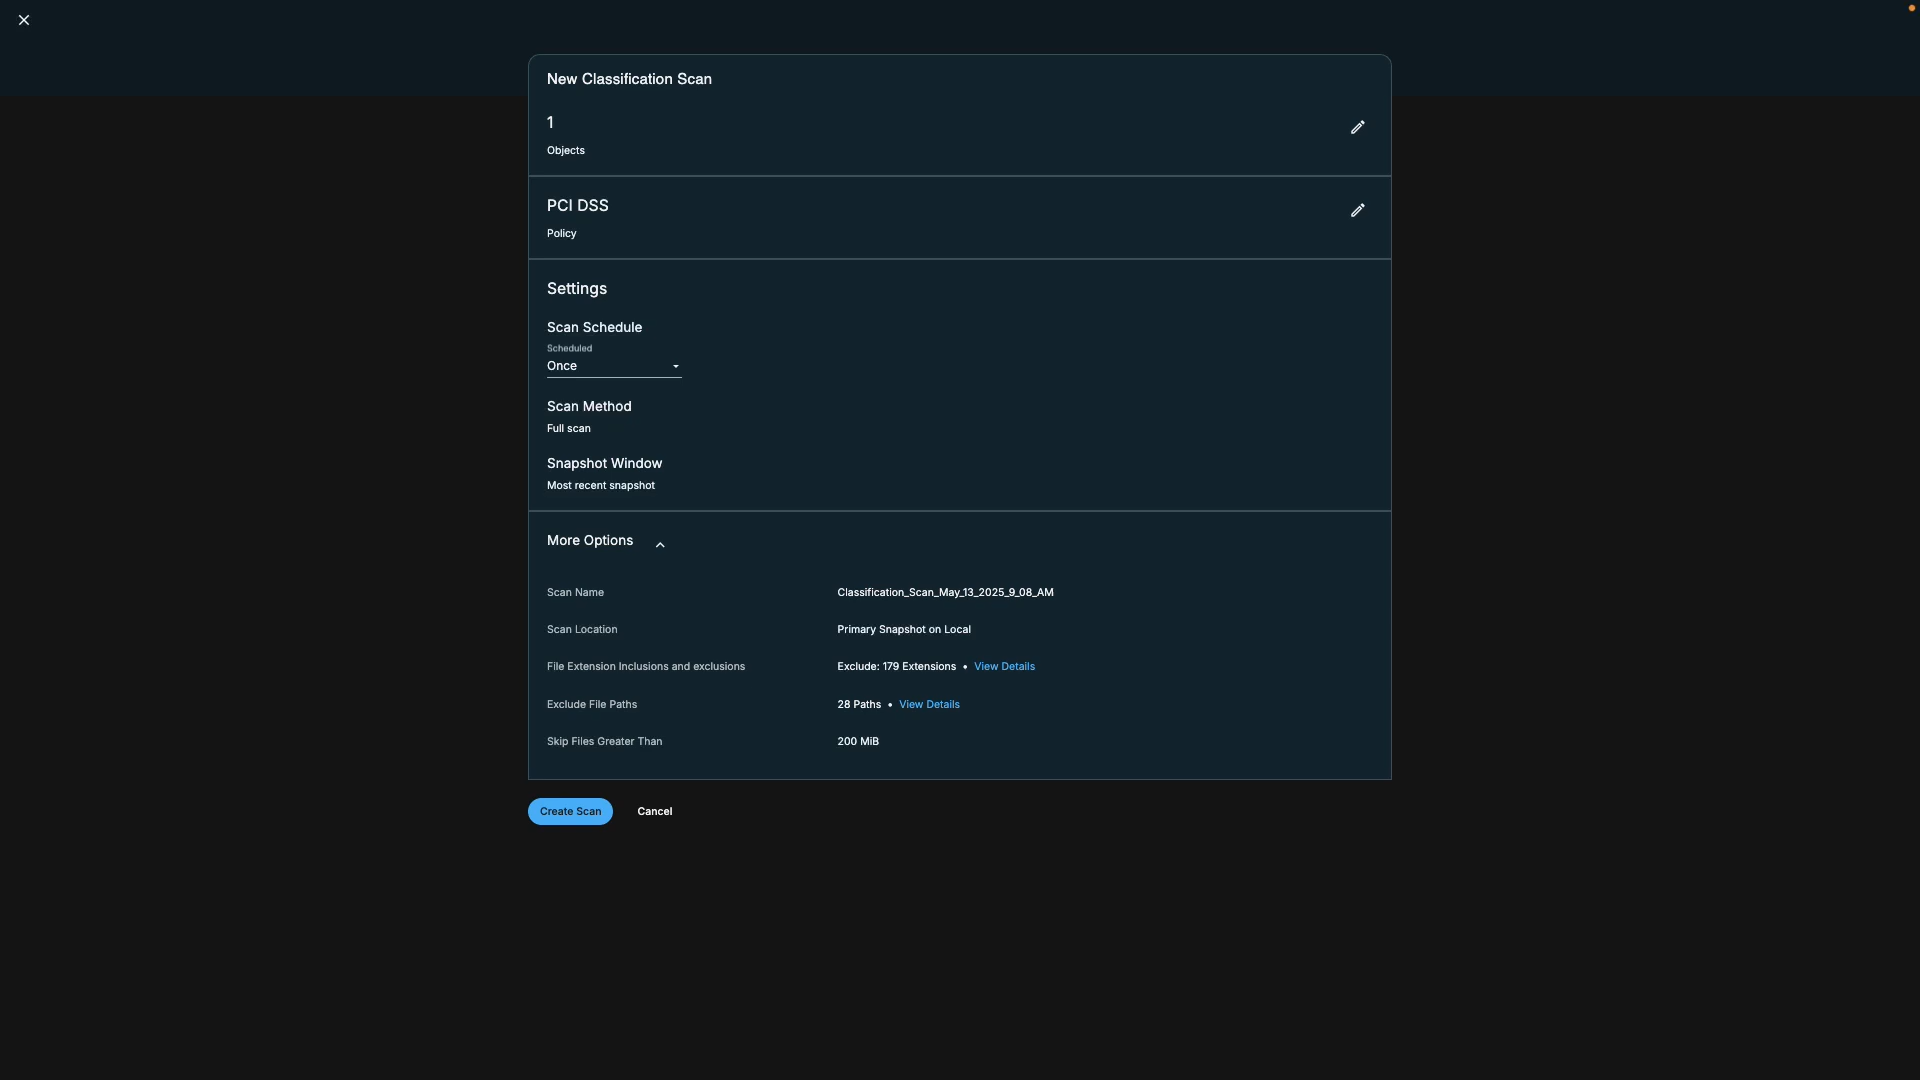 New Classification Scan
1
Objects
PCI DSS
Policy
Settings
Scan Schedule
Scheduled
Once
Scan Method
Full scan
Snapshot Window
Most recent snapshot
More Options
Scan Name Classification_Scan_May_13_2025_9_08_AM
Scan Location Primary Snapshot on Local
File Extension Inclusions and exclusions Exclude: 179 Extensions • View Details
Exclude File Paths 28 Paths • View Details
Skip Files Greater Than 200 MiB
Create Scan Cancel